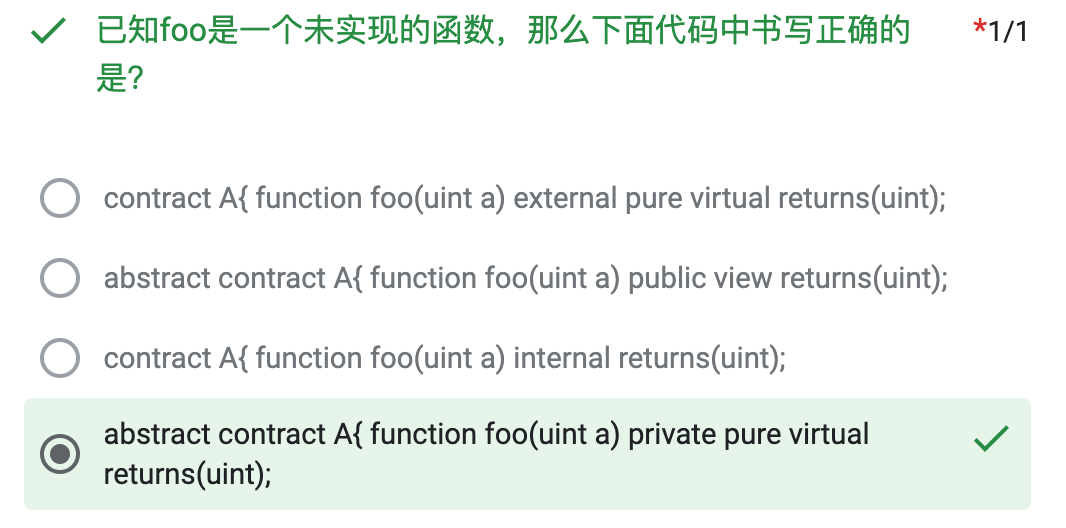 已知foo是一个未实现的函数，那么下面代码中书写正确的 *1/1
是?
contract A{ function foo(uint a) external pure virtual returns(uint);
abstract contract A{ function foo(uint a) public view returns(uint);
contract A{ function foo(uint a) internal returns(uint);
abstract contract A{ function foo(uint a) private pure virtual
returns(uint);